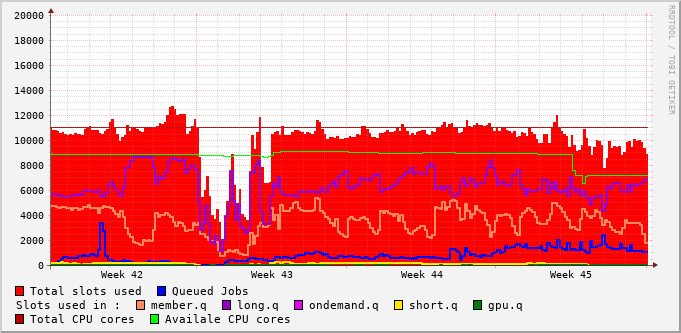 20000
18000
16000
14000
12000
10000
8000
6000
4000
2000
0
Week 42 Week 43 Week 44 Week 45
RRDTOOL / TOBI OETIKER
Total slots used Queued Jobs
Slots used in : member.q long.q ondemand.q short.q gpu.q
Total CPU cores Availale CPU cores